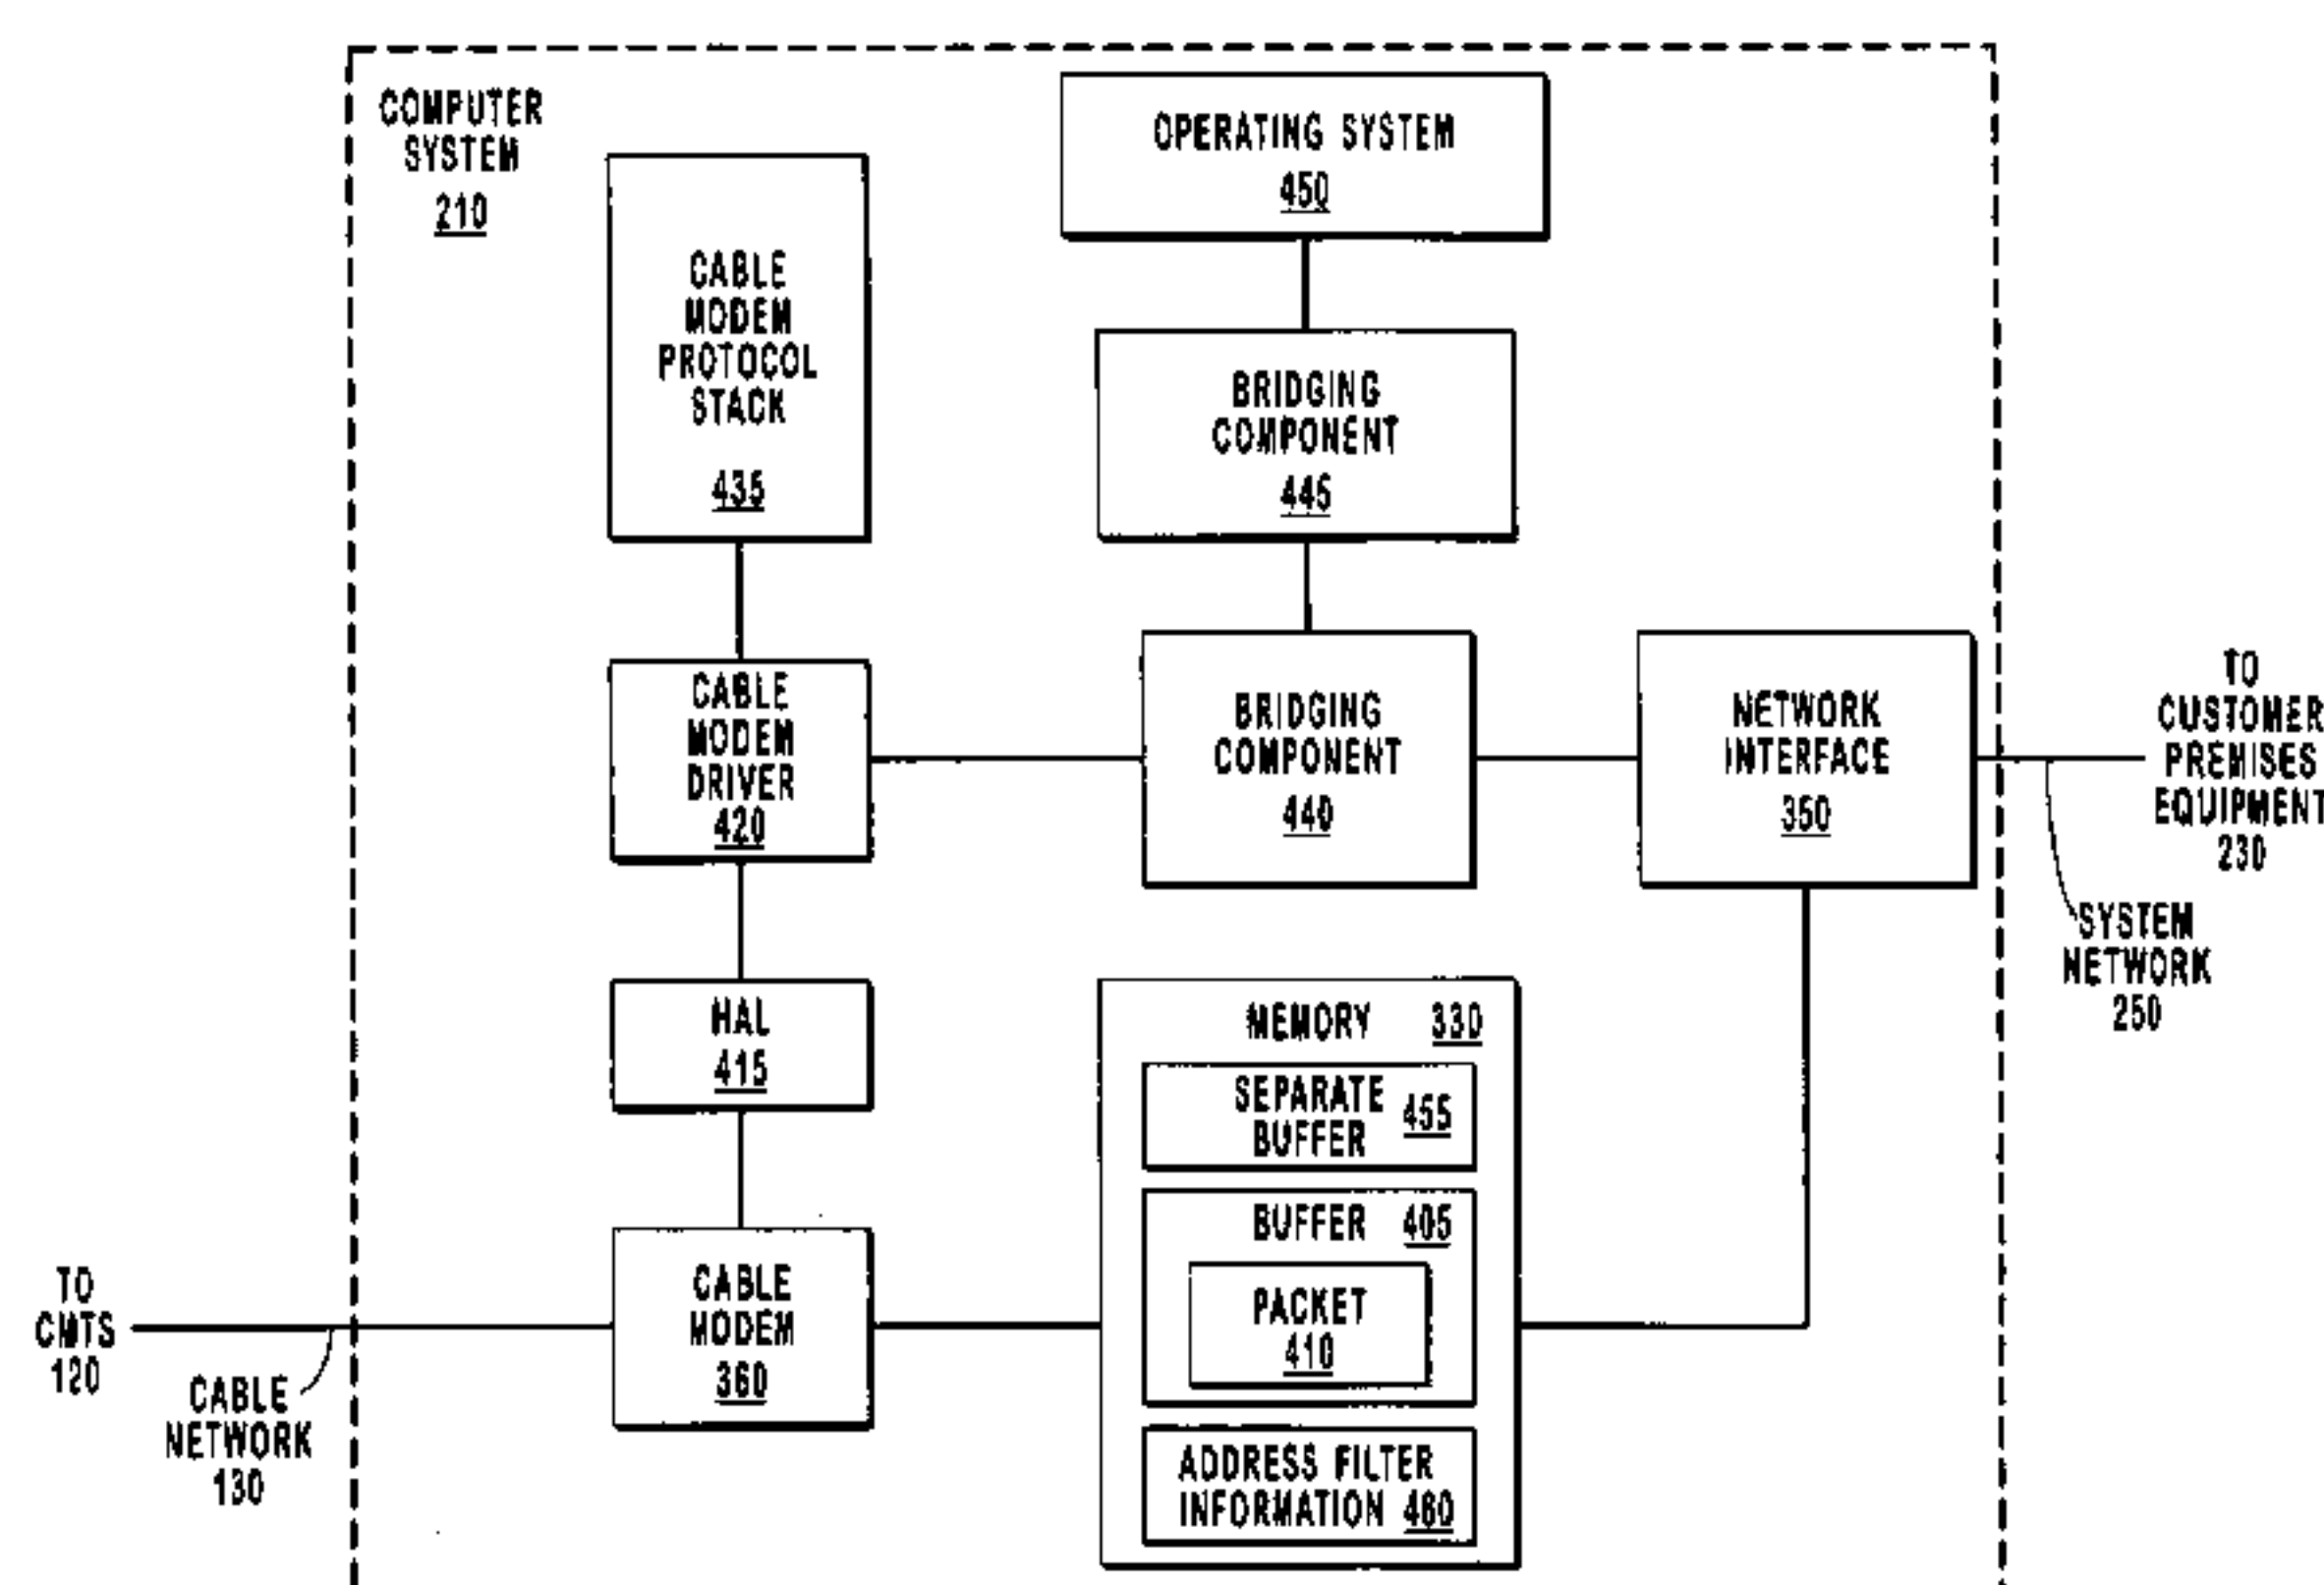 COMPUTER
SYSTEM
210
OPERATING SYSTEM
450
CABLE
MODEM
PROTOCOL
STACK
435
BRIDGING
COMPONENT
445
CABLE
MODEM
DRIVER
420
BRIDGING
COMPONENT
440
NETWORK
INTERFACE
350
TO
CUSTOMER
PREMISES
EQUIPMENT
230
SYSTEM
NETWORK
250
HAL
415
MEMORY 330
SEPARATE
BUFFER 455
BUFFER 405
PACKET
410
ADDRESS FILTER
INFORMATION 460
CABLE
MODEM
360
TO
CMTS
120
CABLE
NETWORK
130